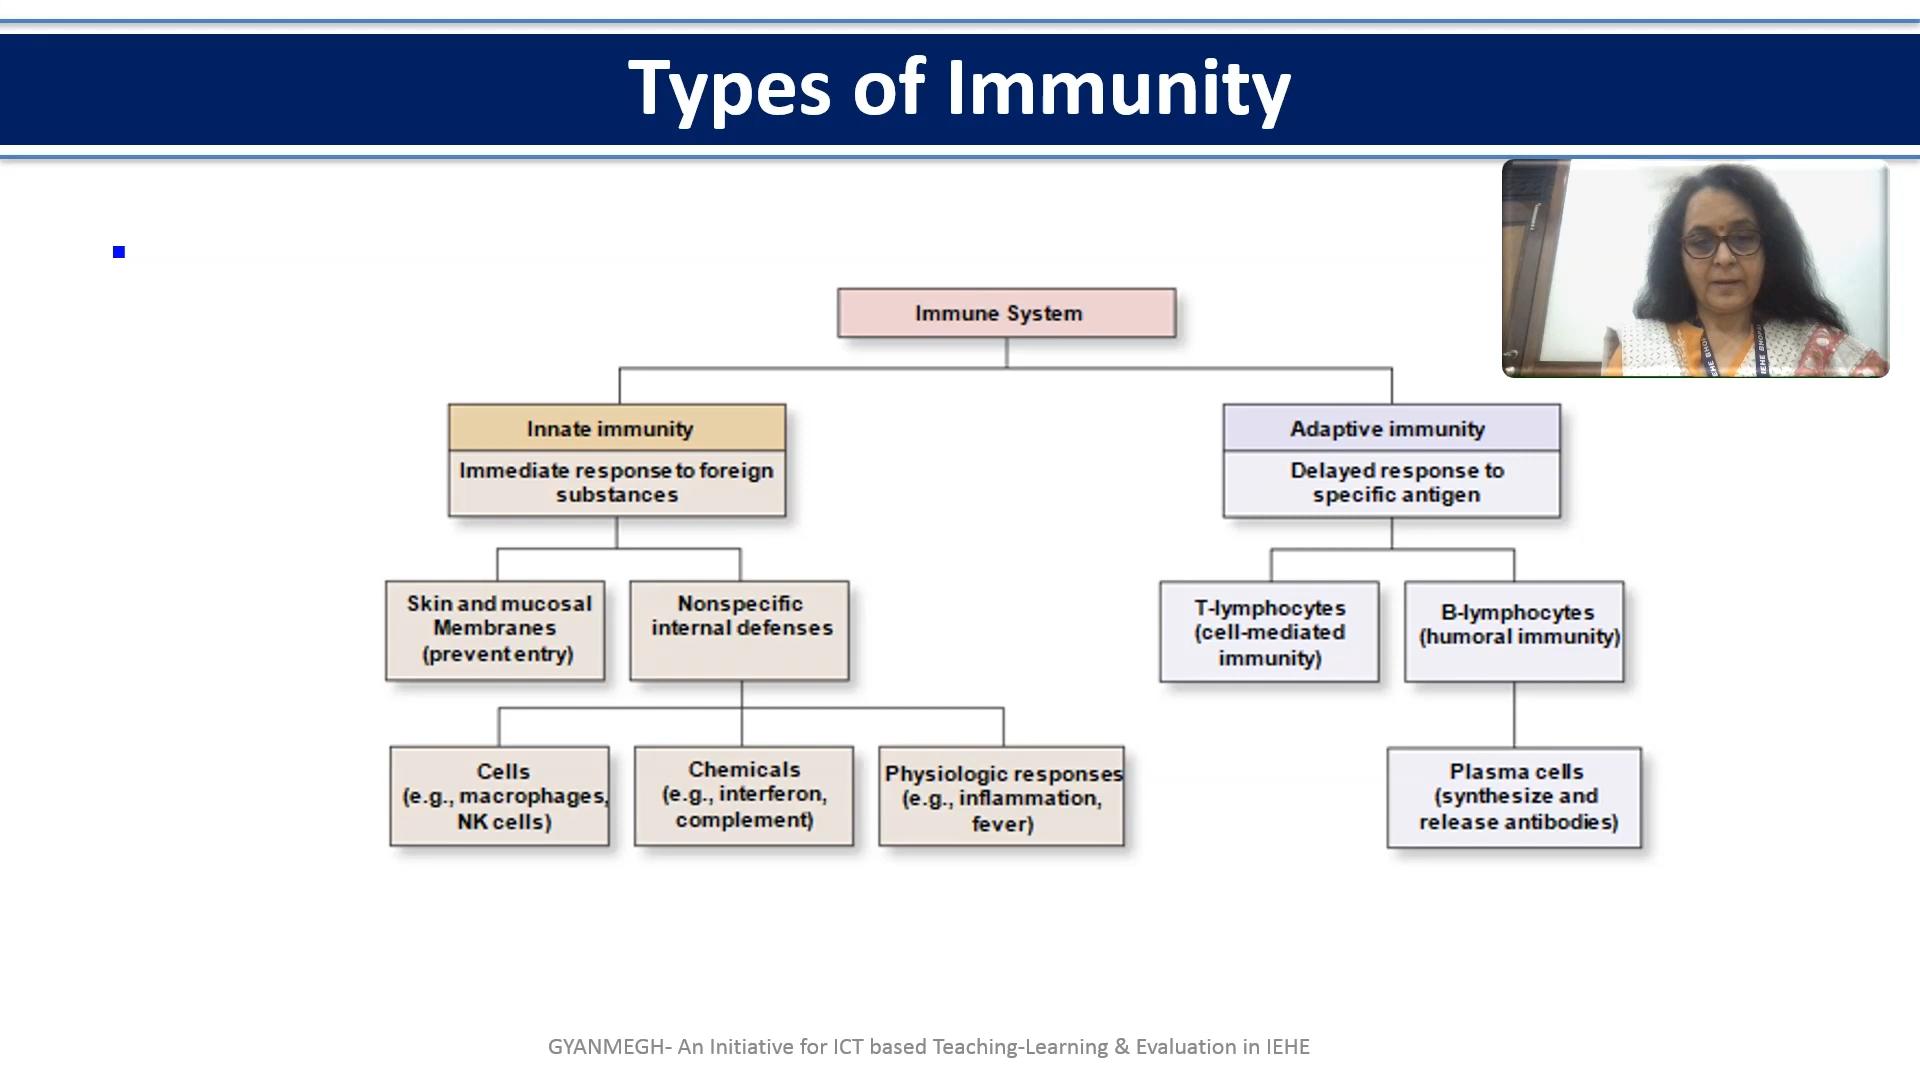 Types of Immunity
Immune System
Innate immunity
Immediate response to foreign
substances
Adaptive immunity
Delayed response to
specific antigen
Skin and mucosal
Membranes
(prevent entry)
Nonspecific
internal defenses
T-lymphocytes
(cell-mediated
immunity)
B-lymphocytes
(humoral immunity)
Cells
(e.g., macrophages,
NK cells)
Chemicals
(e.g., interferon,
complement)
Physiologic responses
(e.g., inflammation,
fever)
Plasma cells
(synthesize and
release antibodies)
GYANMEGH- An Initiative for ICT based Teaching-Learning & Evaluation in IEHE